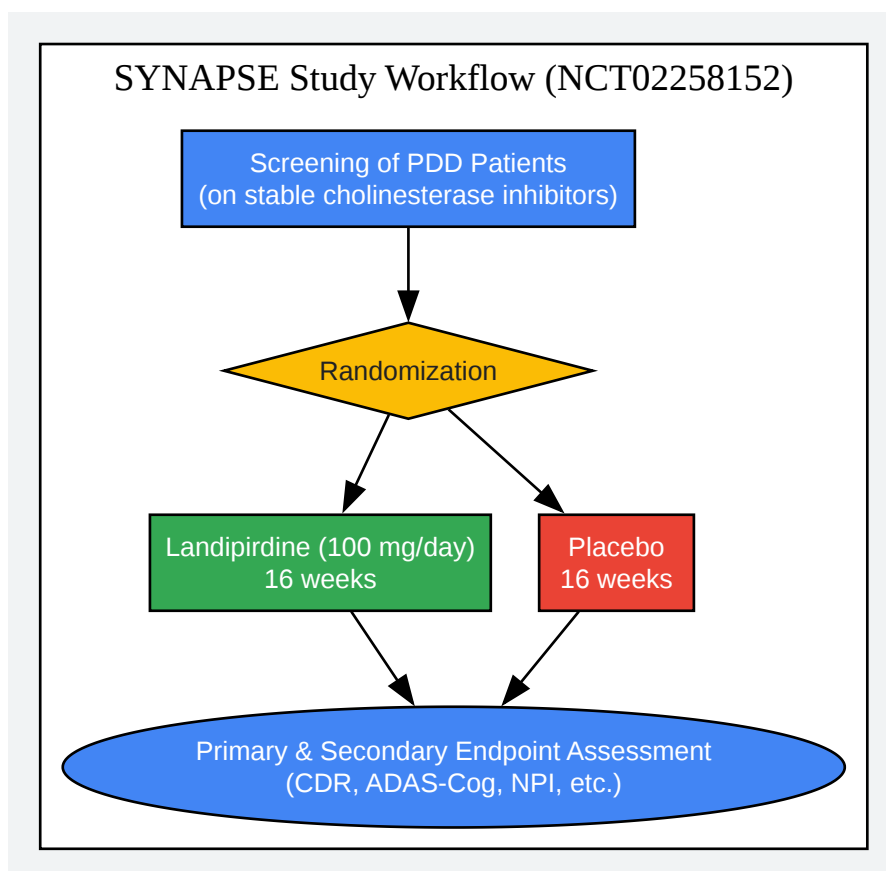 SYNAPSE Study Workflow (NCT02258152)
Screening of PDD Patients
(on stable cholinesterase inhibitors)
Randomization
Landipirdine (100 mg/day)
16 weeks
Placebo
16 weeks
Primary & Secondary Endpoint Assessment
(CDR, ADAS-Cog, NPI, etc.)